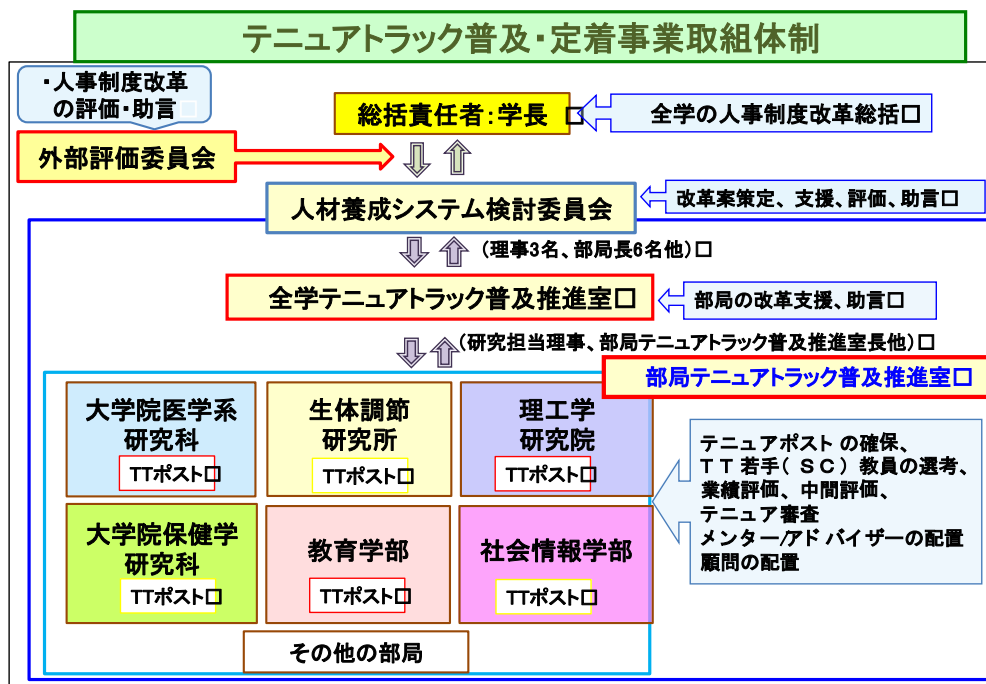 テニュアトラック普及・定着事業取組体制
・人事制度改革
の評価・助言
総括責任者:学長
全学の人事制度改革総括
外部評価委員会
人材養成システム検討委員会
改革案策定、支援、評価、助言
(理事3名、部局長6名他)
全学テニュアトラック普及推進室
部局の改革支援、助言
(研究担当理事、部局テニュアトラック普及推進室長他)
部局テニュアトラック普及推進室
大学院医学系
研究科
TTポスト
生体調節
研究所
TTポスト
理工学
研究院
TTポスト
テニュアポストの確保、
TT若手(SC)教員の選考、
業績評価、中間評価、
テニュア審査
メンター/アドバイザーの配置
顧問の配置
大学院保健学
研究科
TTポスト
教育学部
TTポスト
社会情報学部
TTポスト
その他の部局